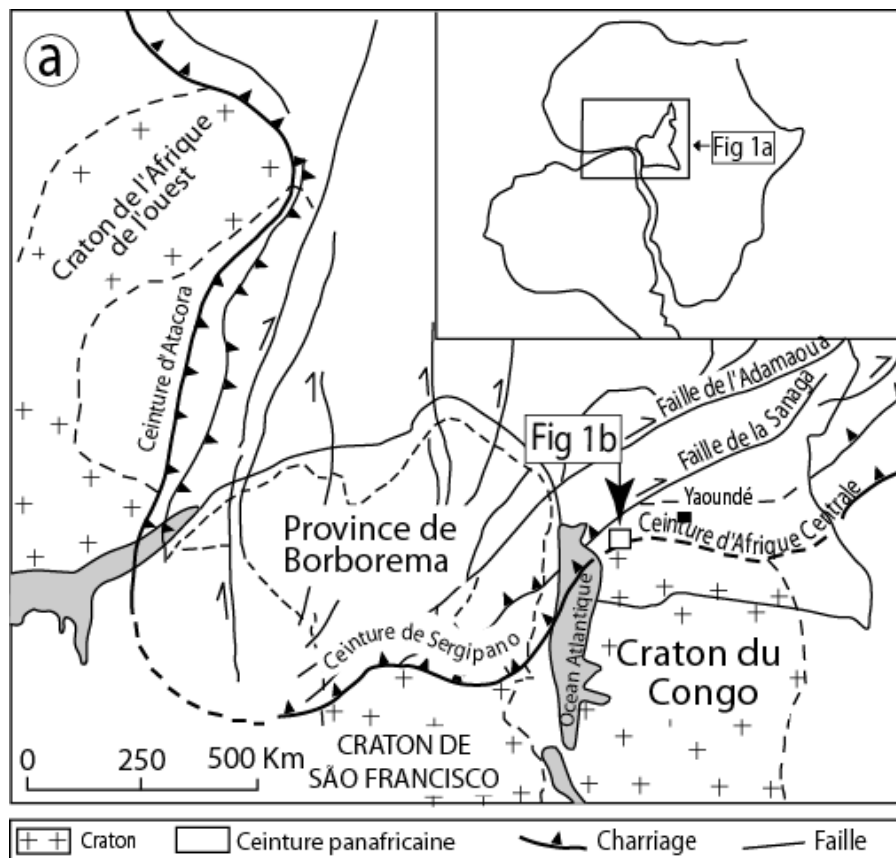 a
Fig 1a
Craton de l'Afrique
de l'ouest
Ceinture d'Atacora
Faille de l'Adamaoua
Faille de la Sanaga
Fig 1b
Yaoundé
Ceinture d'Afrique Centrale
Province de
Borborema
Ceinture de Sergipano
Ocean Atlantique
Craton du
Congo
0 250 500 Km
CRATON DE
SÃO FRANCISCO
Craton Ceinture panafricaine Charriage Faille